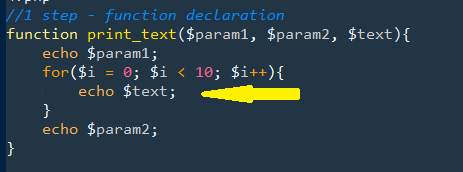 //1 step - function declaration
function print_text($param1, $param2, $text){
    echo $param1;
    for($i = 0; $i < 10; $i++){
        echo $text;
    }
    echo $param2;
}